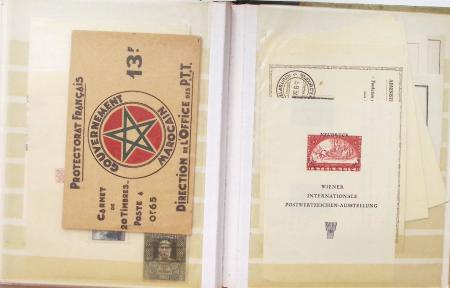 PROTECTORAT FRANÇAIS
13F
GOUVERNEMENT
MAROCAIN
CARNET
DE
20 TIMBRES-
POSTE À
0F65
DIRECTION DE L'OFFICE DES P.T.T.
NEUDRUCK
WIENER
INTERNATIONALE
POSTWERTZEICHEN-AUSSTELLUNG